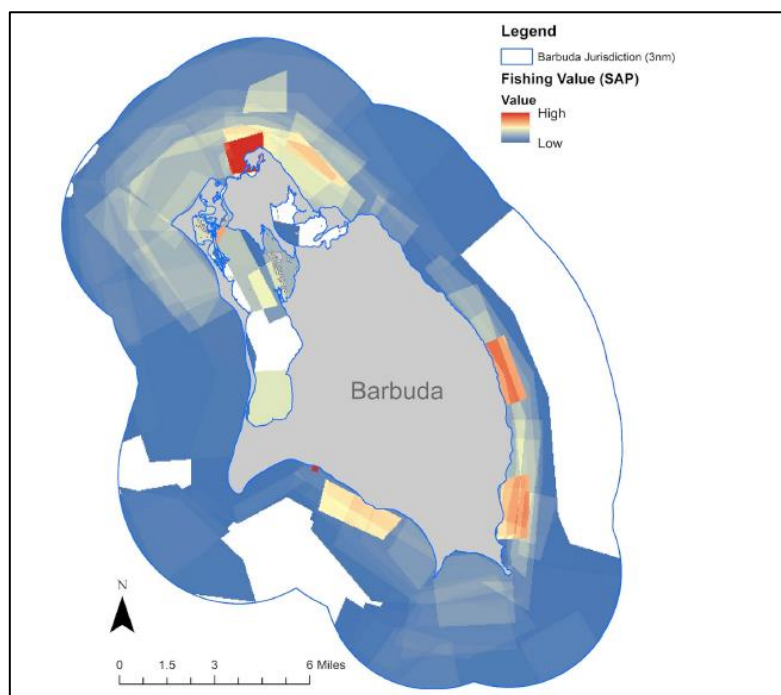 Legend
Barbuda Jurisdiction (3nm)
Fishing Value (SAP)
Value
High
Low
Barbuda
N
0 1.5 3 6 Miles